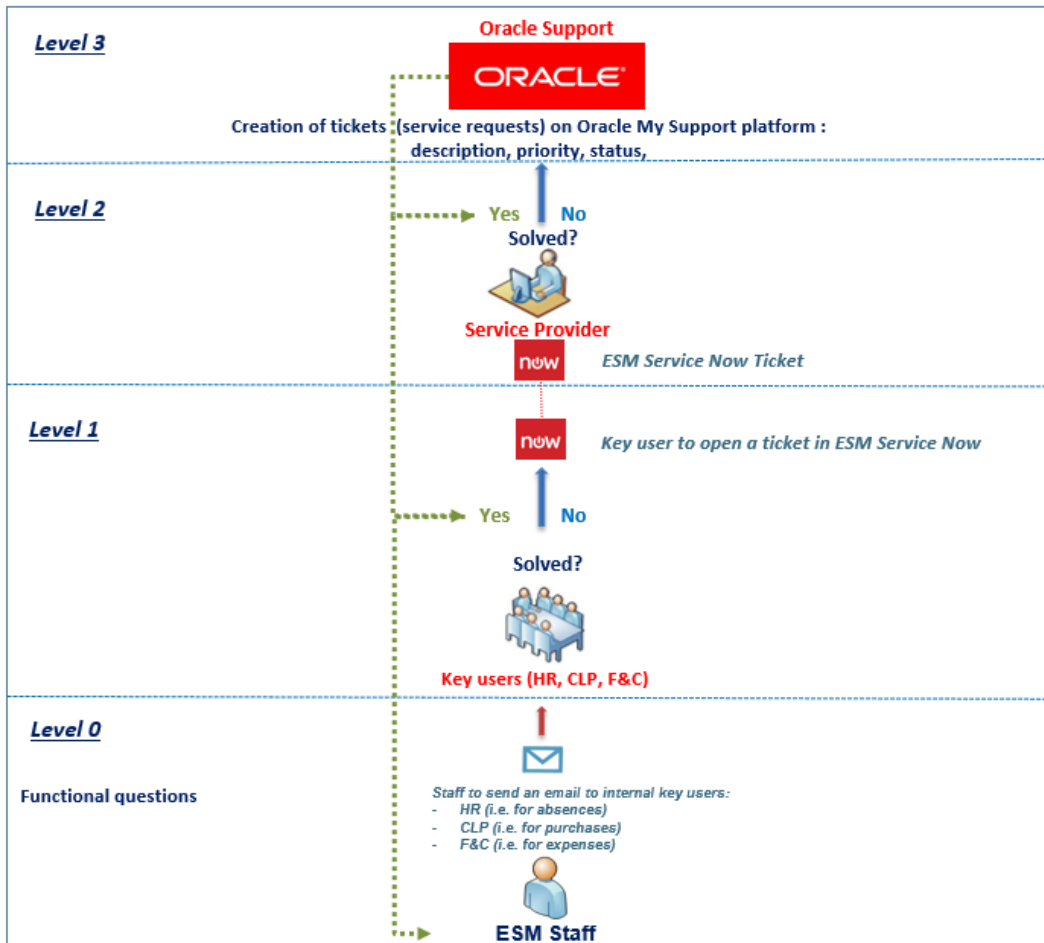 Level 3
Oracle Support
ORACLE®
Creation of tickets (service requests) on Oracle My Support platform :
description, priority, status,
Level 2
Yes No
Solved?
Service Provider
now
ESM Service Now Ticket
Level 1
now
Key user to open a ticket in ESM Service Now
Yes No
Solved?
Key users (HR, CLP, F&C)
Level 0
Functional questions
Staff to send an email to internal key users:
- HR (i.e. for absences)
- CLP (i.e. for purchases)
- F&C (i.e. for expenses)
ESM Staff